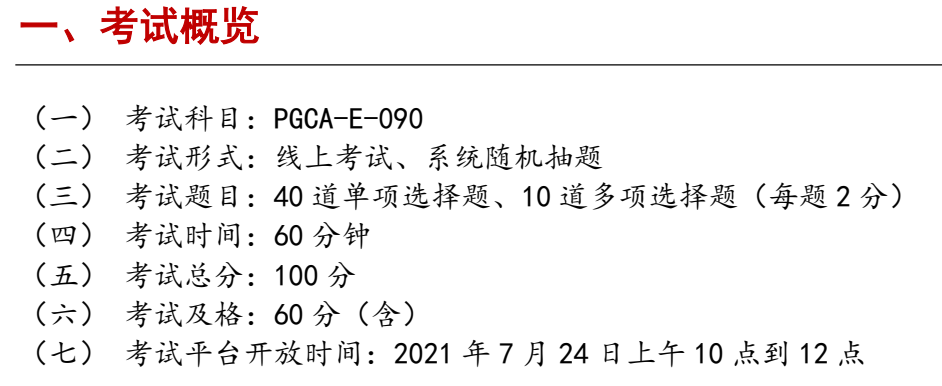 一、考试概览
（一） 考试科目：PGCA-E-090
（二） 考试形式：线上考试、系统随机抽题
（三） 考试题目：40 道单项选择题、10 道多项选择题（每题 2 分）
（四） 考试时间：60 分钟
（五） 考试总分：100 分
（六） 考试及格：60 分（含）
（七） 考试平台开放时间：2021 年 7 月 24 日上午 10 点到 12 点